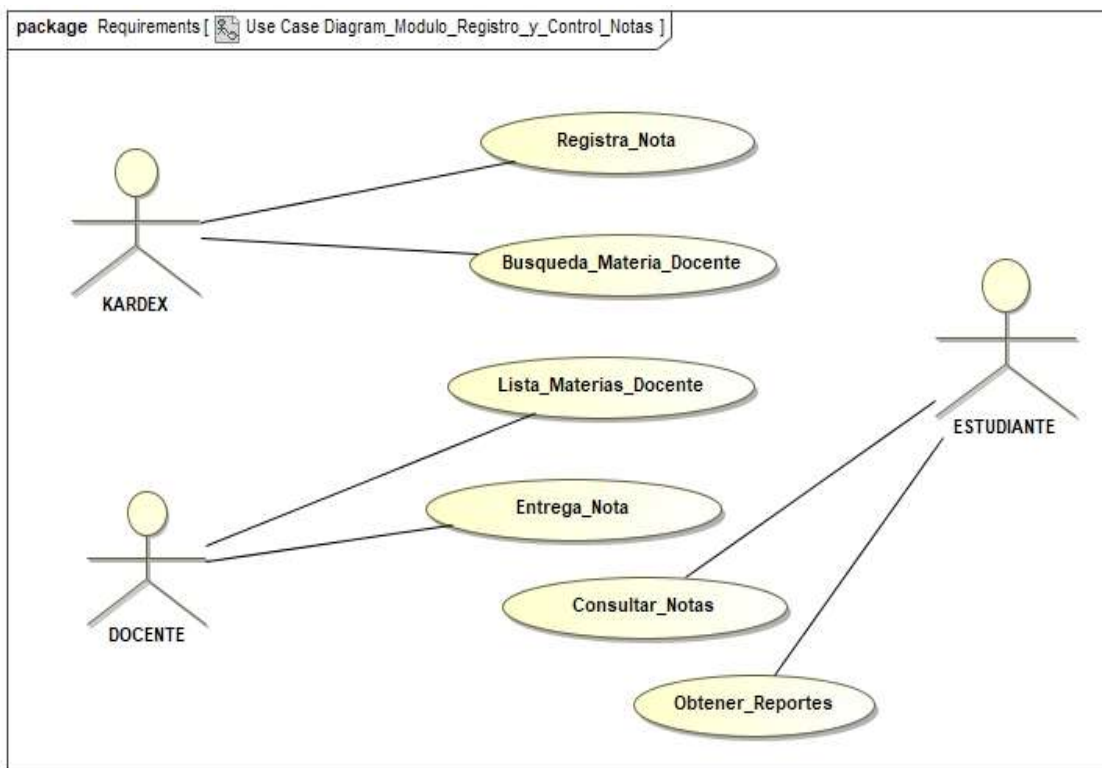 package Requirements [ Use Case Diagram_Modulo_Registro_y_Control_Notas ]
Registra_Nota
Busqueda_Materia_Docente
KARDEX
Lista_Materias_Docente
ESTUDIANTE
Entrega_Nota
Consultar_Notas
DOCENTE
Obtener_Reportes